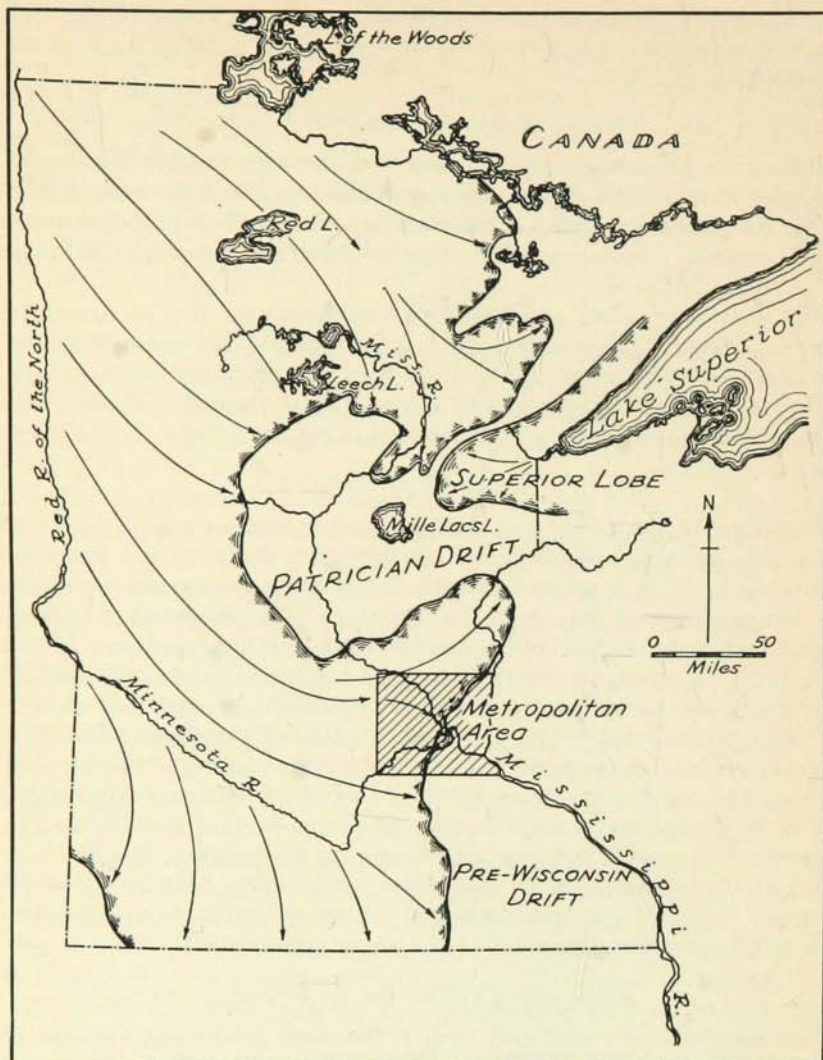 L. of the Woods
CANADA
Red L.
Red R. of the North
Miss. R.
Leech L.
Lake Superior
SUPERIOR LOBE
Mille Lacs L.
PATRICIAN DRIFT
N
0 50
Miles
Minnesota R.
Metropolitan
Area
Mississippi R.
PRE-WISCONSIN
DRIFT